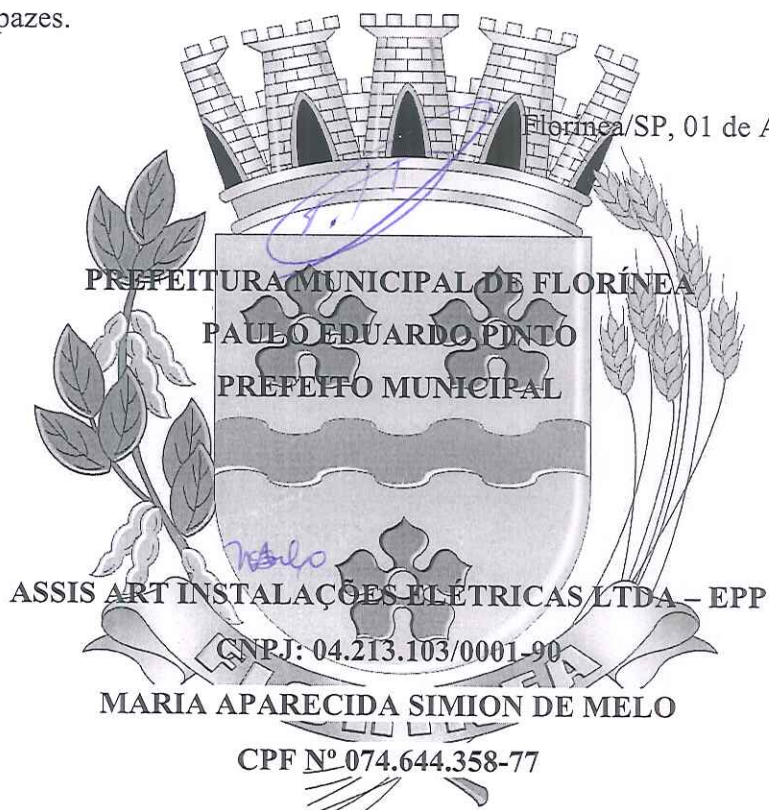 pazes.
Florínea/SP, 01 de A
PREFEITURA MUNICIPAL DE FLORÍNEA
PAULO EDUARDO PINTO
PREFEITO MUNICIPAL
ASSIS ART INSTALAÇÕES ELÉTRICAS LTDA – EPP
CNPJ: 04.213.103/0001-90
MARIA APARECIDA SIMION DE MELO
CPF Nº 074.644.358-77